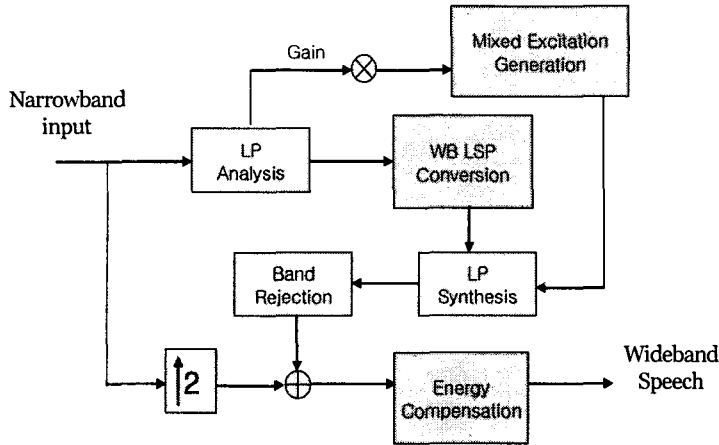 Mixed Excitation
Generation
Gain
Narrowband
input
LP
Analysis
WB LSP
Conversion
Band
Rejection
LP
Synthesis
2
Energy
Compensation
Wideband
Speech